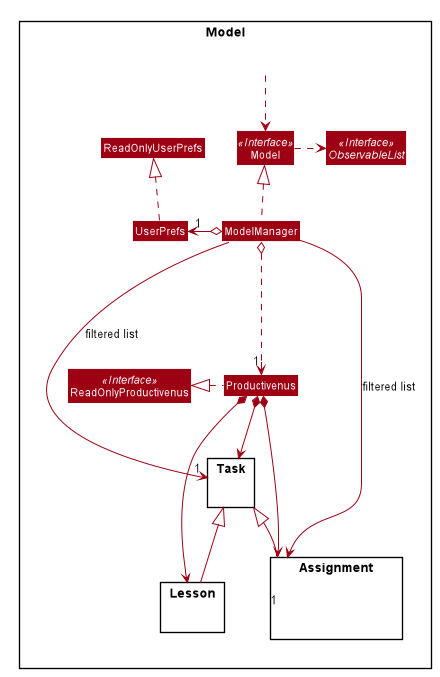 Model
ReadOnlyUserPrefs
«Interface»
Model
«Interface»
ObservableList
UserPrefs
1
ModelManager
filtered list
filtered list
1
«Interface»
ReadOnlyProductivenus
Productivenus
1
Task
Assignment
Lesson
1